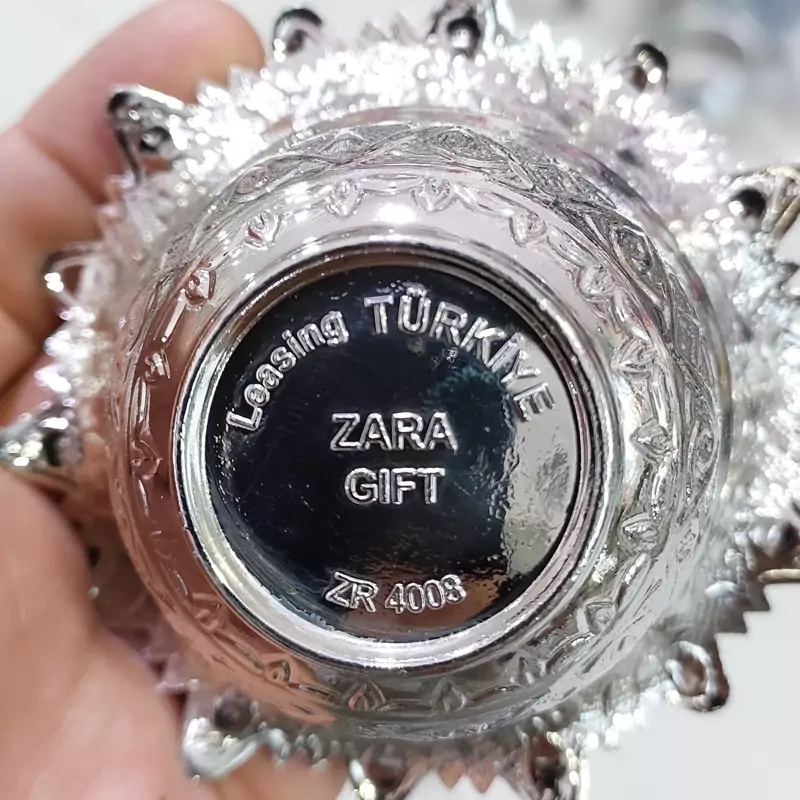 Leasing TÜRKİYE
ZARA
GIFT
ZR 4008